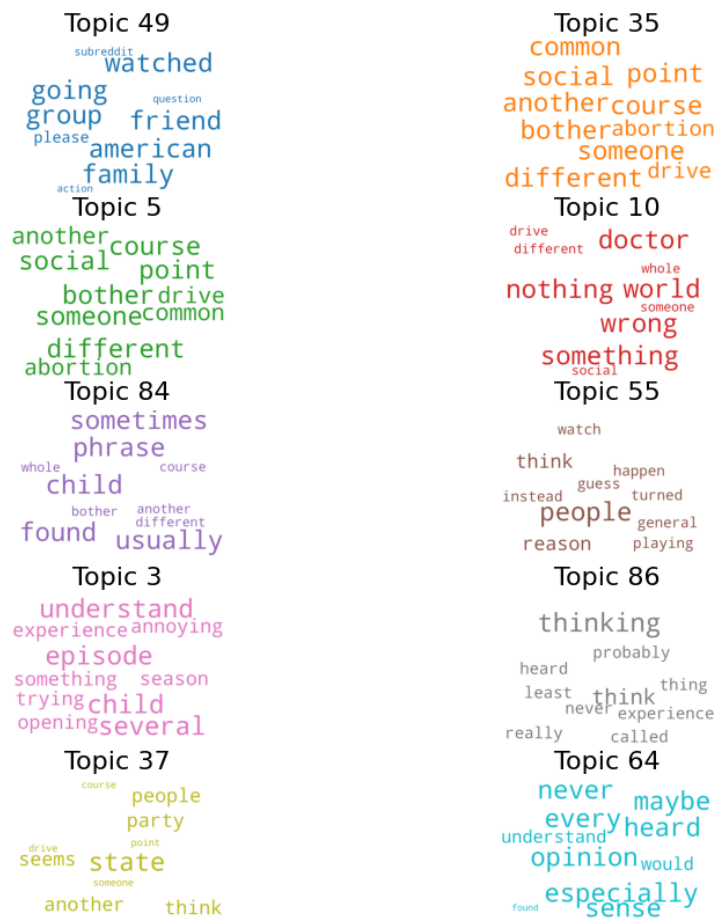 Topic 49
subreddit
watched
going
question
group
friend
please
american
family
action
Topic 35
common
social point
another course
bother abortion
someone
different drive
Topic 5
another
course
social
point
bother drive
someone common
different
abortion
Topic 10
drive
doctor
different
whole
nothing world
someone
wrong
something
social
Topic 84
sometimes
phrase
whole
course
child
bother
another
different
found
usually
Topic 55
watch
think
happen
guess
instead
turned
people
general
reason
playing
Topic 3
understand
experience annoying
episode
something season
trying child
opening several
Topic 86
thinking
probably
heard
thing
least
think
never
experience
really
called
Topic 37
course
people
party
point
drive
seems
state
someone
another
think
Topic 64
never
maybe
every
heard
understand
opinion would
especially
found
sense